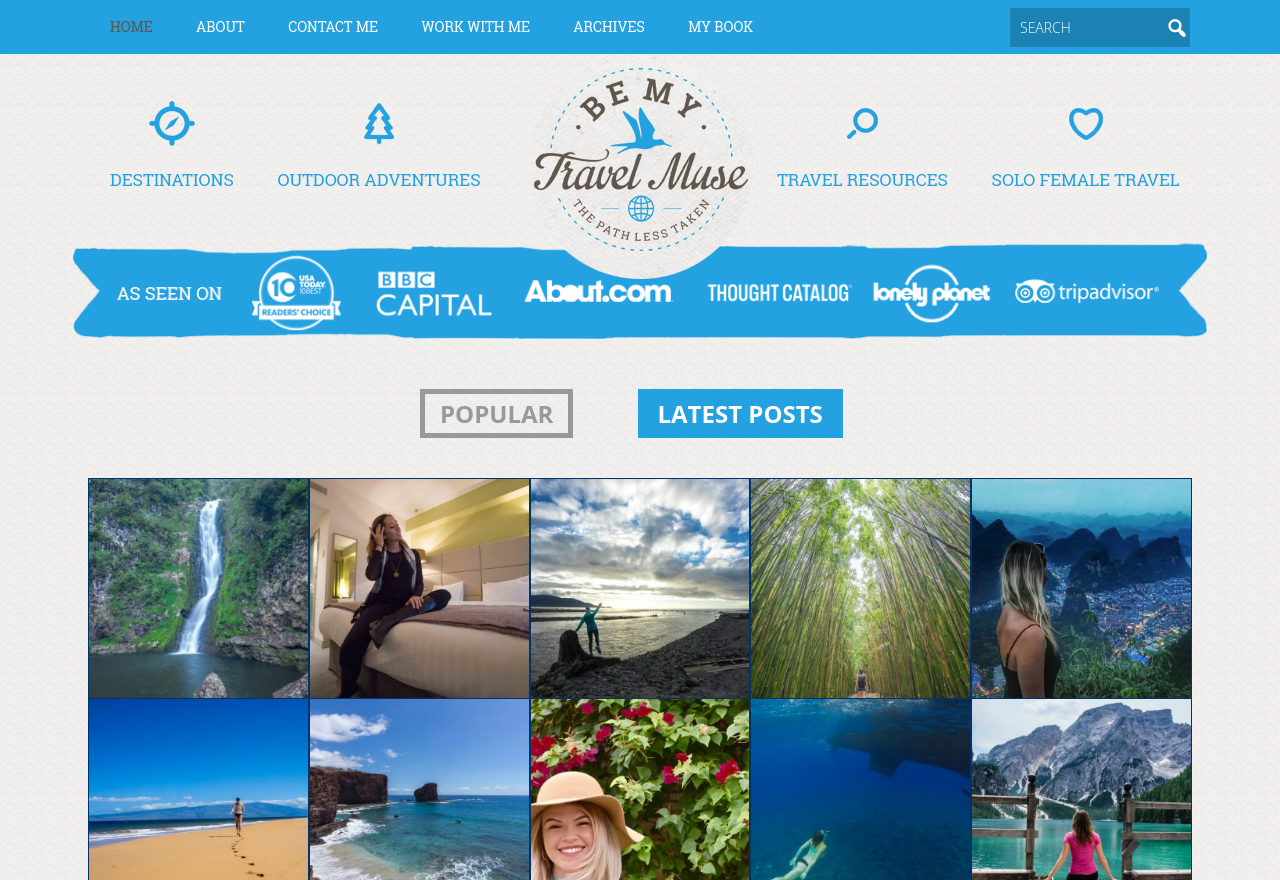 HOME ABOUT CONTACT ME WORK WITH ME ARCHIVES MY BOOK SEARCH
BE MY
Travel Muse
THE PATH LESS TAKEN
DESTINATIONS OUTDOOR ADVENTURES TRAVEL RESOURCES SOLO FEMALE TRAVEL
AS SEEN ON
10 USA TODAY 10BEST
READERS' CHOICE
BBC
CAPITAL
About.com
THOUGHT CATALOG
lonely planet
tripadvisor®
POPULAR LATEST POSTS